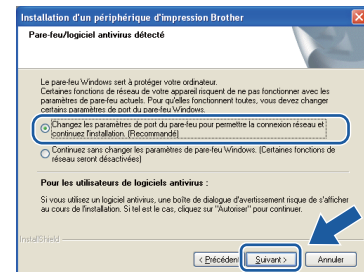 Installation d'un périphérique d'impression Brother
Pare-feu/logiciel antivirus détecté
Le pare-feu Windows sert à protéger votre ordinateur.
Certaines fonctions de réseau de votre appareil risquent de ne pas fonctionner avec les
paramètres de pare-feu actuels. Pour qu'elles fonctionnent toutes, vous devez changer
certains paramètres de port du pare-feu Windows.
Changez les paramètres de port du pare-feu pour permettre la connexion réseau et
continuez l'installation. (Recommandé)
Continuez sans changer les paramètres de pare-feu Windows. (Certaines fonctions de
réseau seront désactivées)
Pour les utilisateurs de logiciels antivirus :
Si vous utilisez un logiciel antivirus, une boîte de dialogue d'avertissement risque de s'afficher
au cours de l'installation. Si tel est le cas, cliquez sur "Autoriser" pour continuer.
InstallShield
< Précédent
Suivant >
Annuler